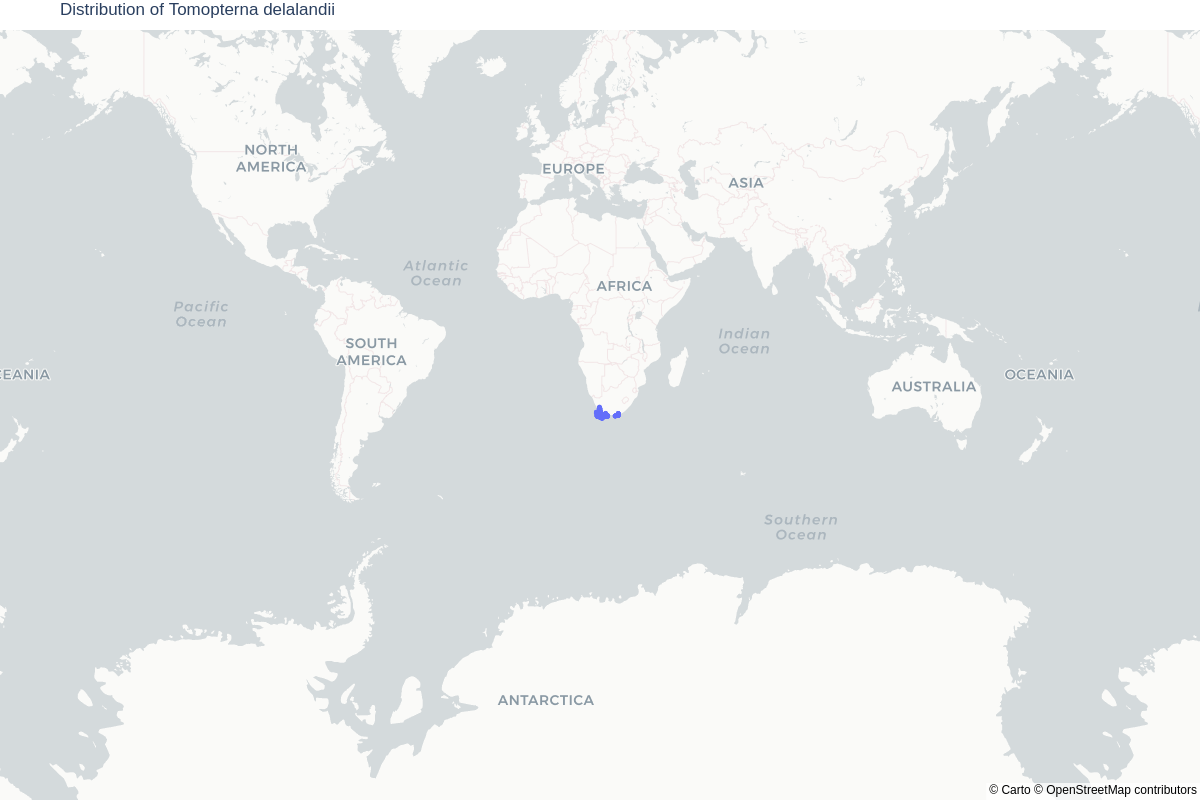 Distribution of Tomopterna delalandii
NORTH
AMERICA
EUROPE
ASIA
Atlantic
Ocean
AFRICA
Pacific
Ocean
Indian
Ocean
SOUTH
AMERICA
EANIA
AUSTRALIA
OCEANIA
Southern
Ocean
ANTARCTICA
© Carto © OpenStreetMap contributors